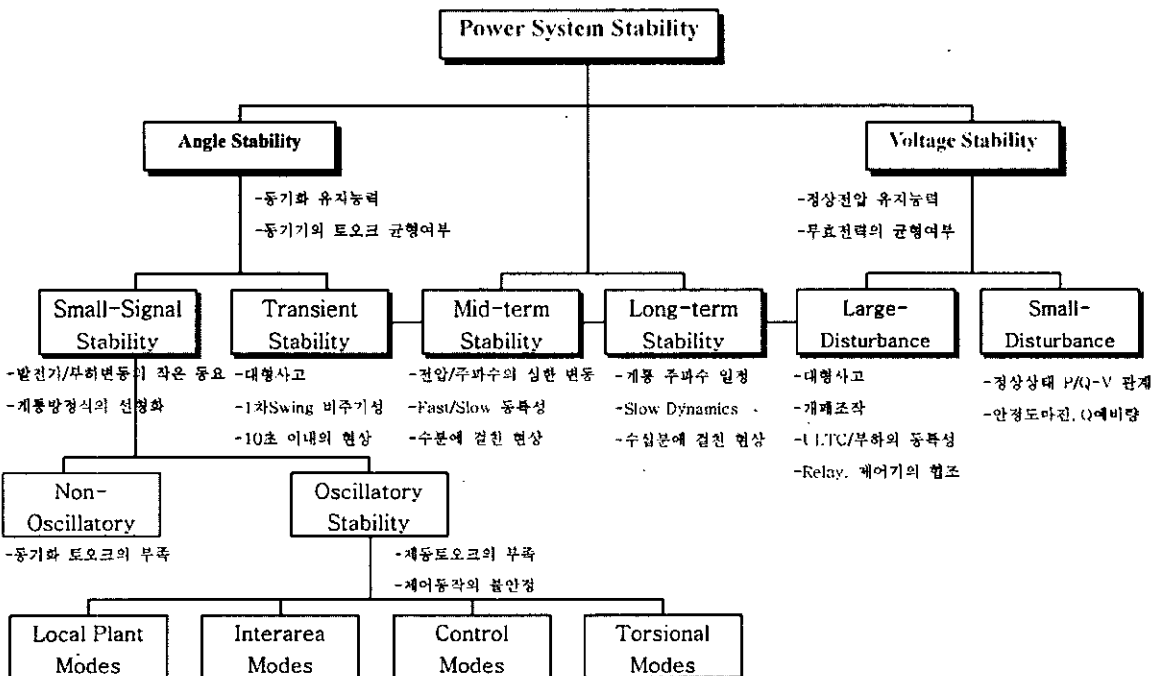 Power System Stability
Angle Stability
Voltage Stability
-동기화 유지능력
-동기기의 토오크 균형여부
-정상전압 유지능력
-무효전력의 균형여부
Small-Signal
Stability
Transient
Stability
Mid-term
Stability
Long-term
Stability
Large-
Disturbance
Small-
Disturbance
-발전기/부하변동의 작은 동요
-계통방정식의 선형화
-대형사고
-1차Swing 비주기성
-10초 이내의 현상
-전압/주파수의 심한 변동
-Fast/Slow 동특성
-수분에 걸친 현상
-계통 주파수 일정
-Slow Dynamics
-수십분에 걸친 현상
-대형사고
-개폐조작
-ULTC/부하의 동특성
-Relay, 제어기의 협조
-정상상태 P/Q-V 관계
-안정도마진, Q예비량
Non-
Oscillatory
-동기화 토오크의 부족
Oscillatory
Stability
-제동토오크의 부족
-제어동작의 불안정
Local Plant
Modes
Interarea
Modes
Control
Modes
Torsional
Modes